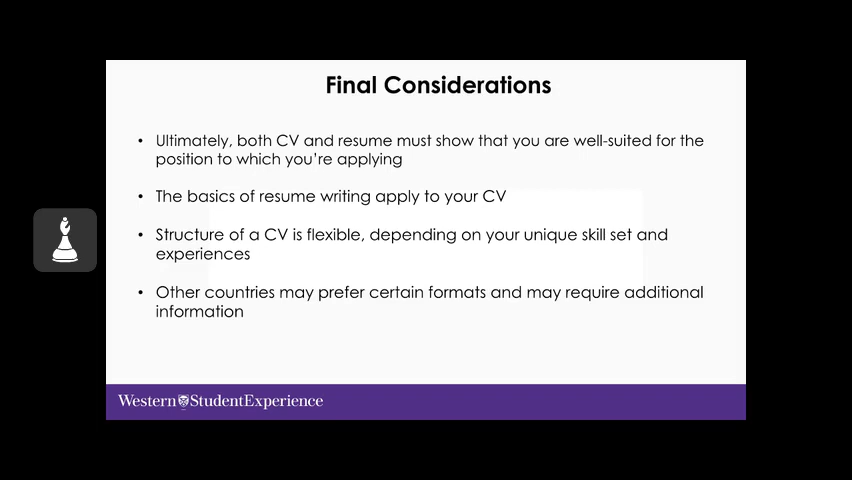 Final Considerations
• Ultimately, both CV and resume must show that you are well-suited for the
position to which you're applying
• The basics of resume writing apply to your CV
• Structure of a CV is flexible, depending on your unique skill set and
experiences
• Other countries may prefer certain formats and may require additional
information
Western StudentExperience